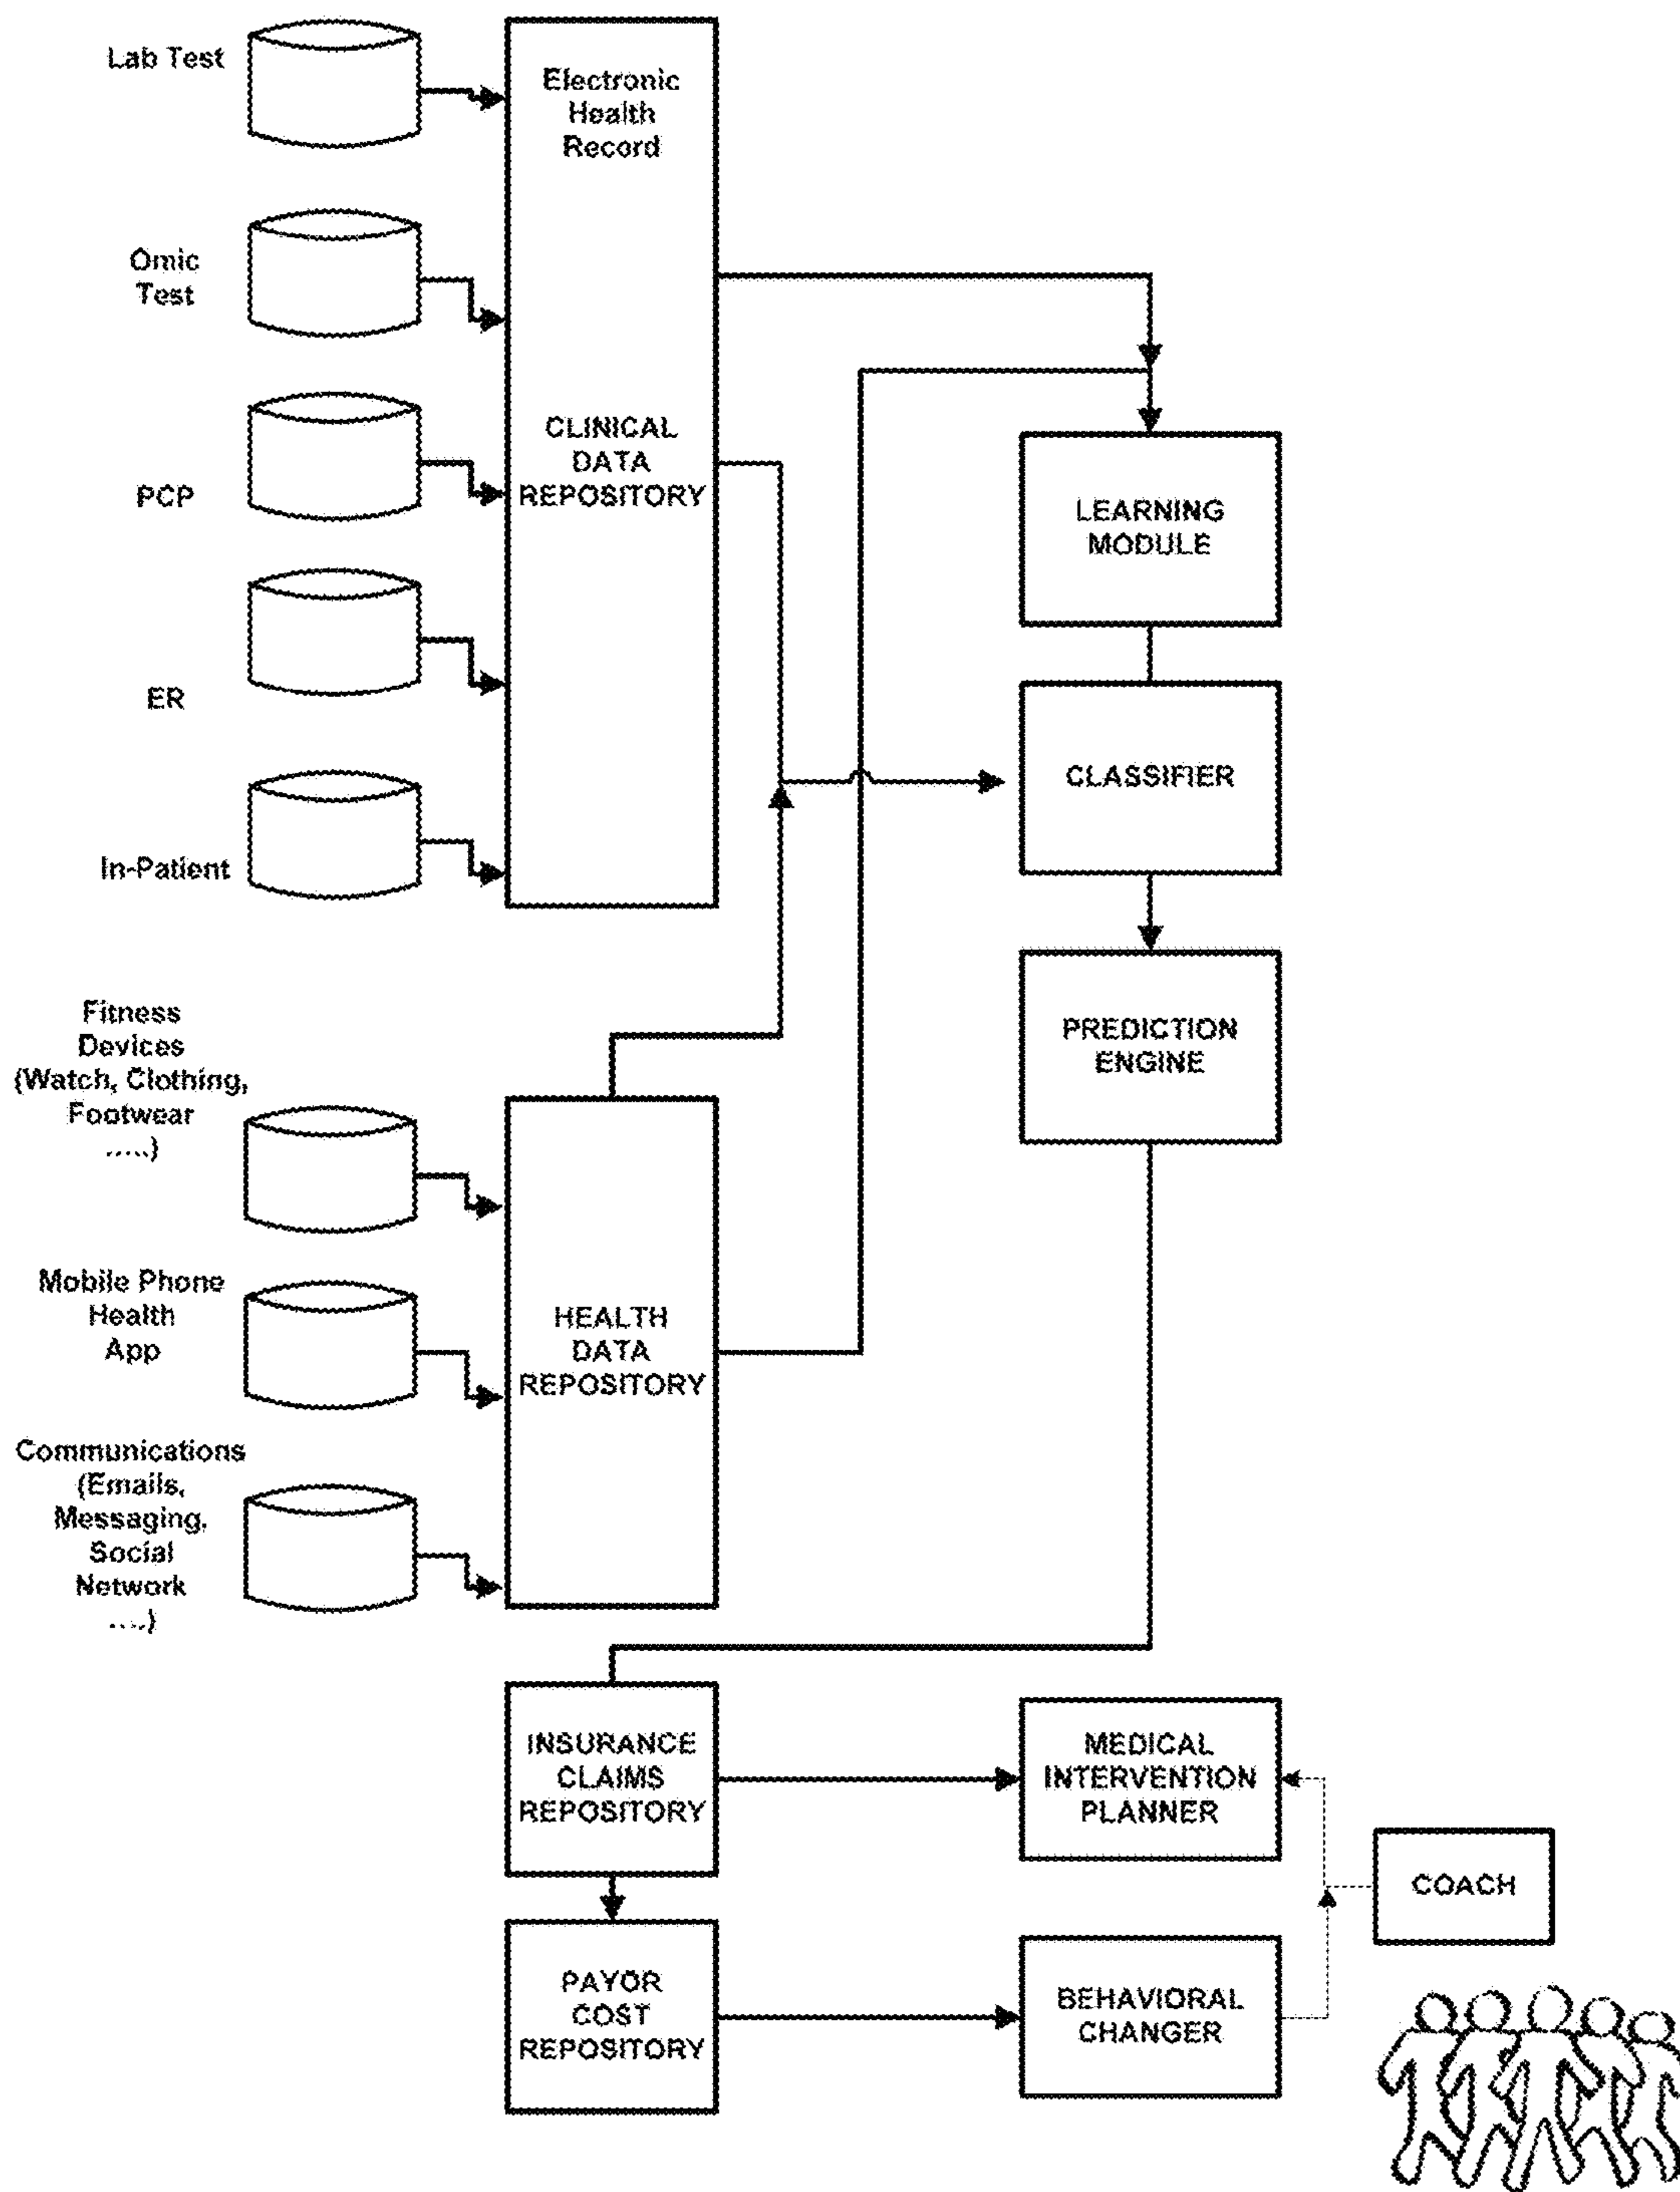 Lab Test
Electronic
Health
Record
Omic
Test
CLINICAL
DATA
REPOSITORY
PCP
LEARNING
MODULE
ER
CLASSIFIER
In-Patient
Fitness
Devices
(Watch, Clothing,
Footwear
.....)
PREDICTION
ENGINE
Mobile Phone
Health
App
HEALTH
DATA
REPOSITORY
Communications
(Emails,
Messaging,
Social
Network
....)
INSURANCE
CLAIMS
REPOSITORY
MEDICAL
INTERVENTION
PLANNER
COACH
PAYOR
COST
REPOSITORY
BEHAVIORAL
CHANGER